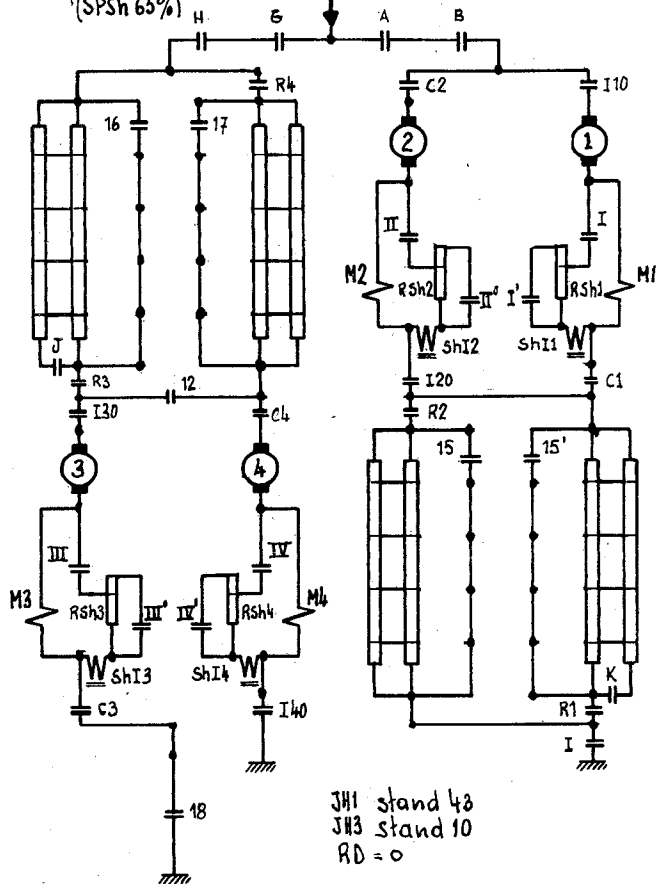 (SPSh 65%)
H
G
A
B
R4
C2
I10
16
17
2
1
II
I
M2
RSh2
II'
I'
RSh1
M1
J
ShI2
ShI1
R3
12
I20
C1
I30
C4
R2
15
15'
3
4
III
IV
M3
RSh3
III'
IV'
RSh4
M4
ShI3
ShI4
K
C3
I40
R1
I
18
JH1 stand 43
JH3 stand 10
RD = 0